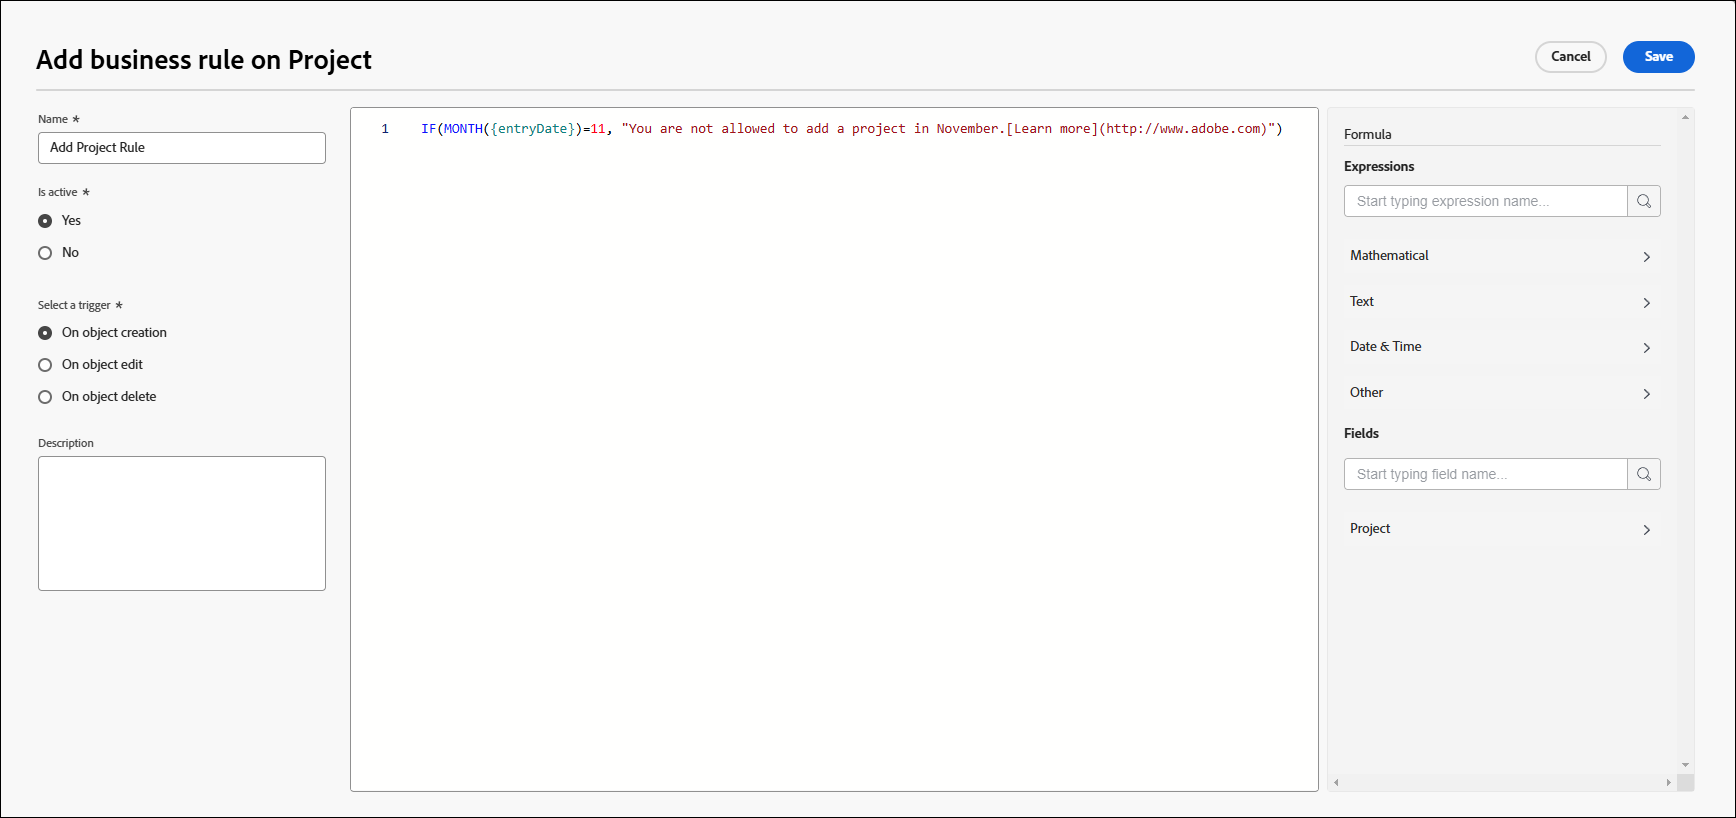 Add business rule on Project
Cancel
Save
Name *
Add Project Rule
Is active *
Yes
No
Select a trigger *
On object creation
On object edit
On object delete
Description
1 IF(MONTH({entryDate})=11, "You are not allowed to add a project in November.[Learn more](http://www.adobe.com)")
Formula
Expressions
Start typing expression name...
Mathematical
Text
Date & Time
Other
Fields
Start typing field name...
Project